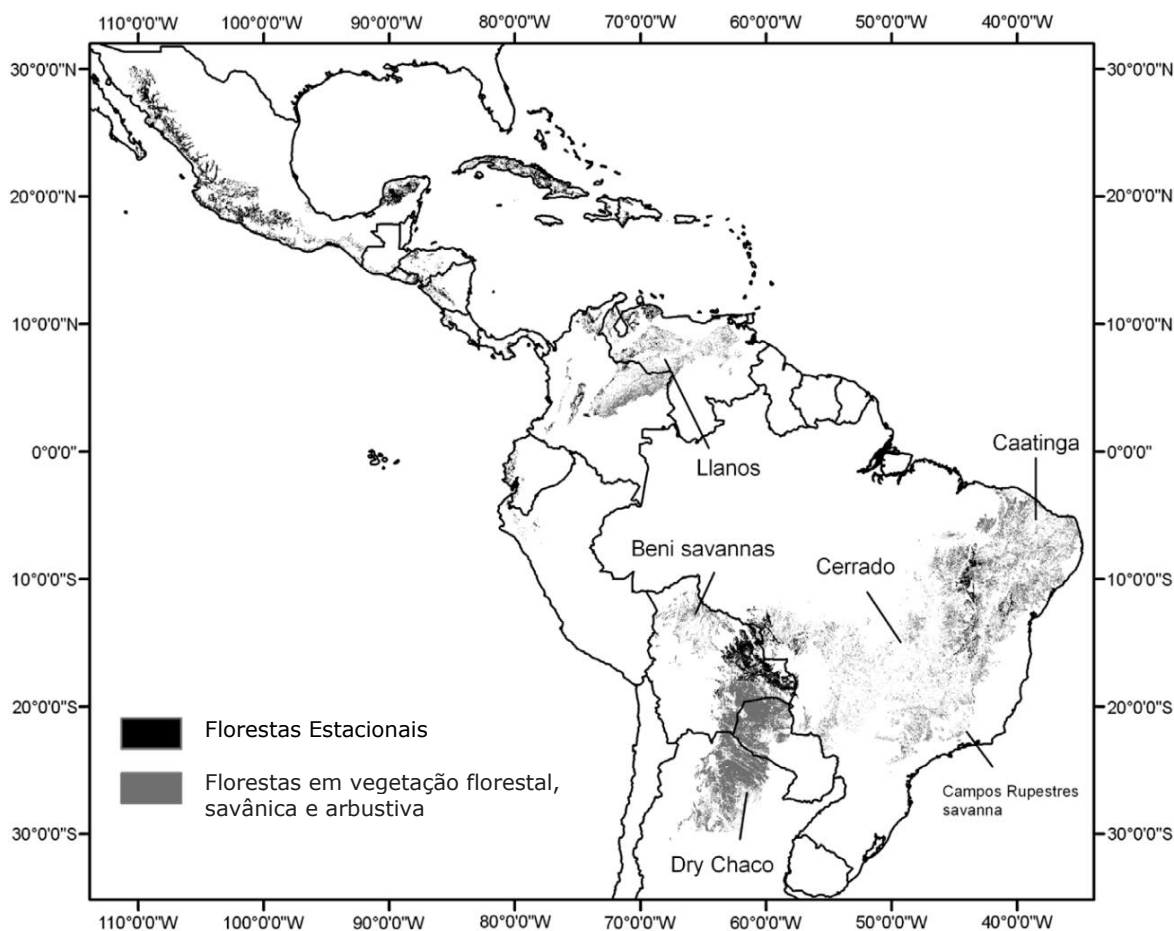 110°0'0"W 100°0'0"W 90°0'0"W 80°0'0"W 70°0'0"W 60°0'0"W 50°0'0"W 40°0'0"W
30°0'0"N 30°0'0"N
20°0'0"N 20°0'0"N
10°0'0"N 10°0'0"N
0°0'0" 0°0'0"
Caatinga
Llanos
Beni savannas
Cerrado
10°0'0"S 10°0'0"S
20°0'0"S 20°0'0"S
Florestas Estacionais
Florestas em vegetação florestal,
savânica e arbustiva
Campos Rupestres
savanna
30°0'0"S 30°0'0"S
Dry Chaco
110°0'0"W 100°0'0"W 90°0'0"W 80°0'0"W 70°0'0"W 60°0'0"W 50°0'0"W 40°0'0"W